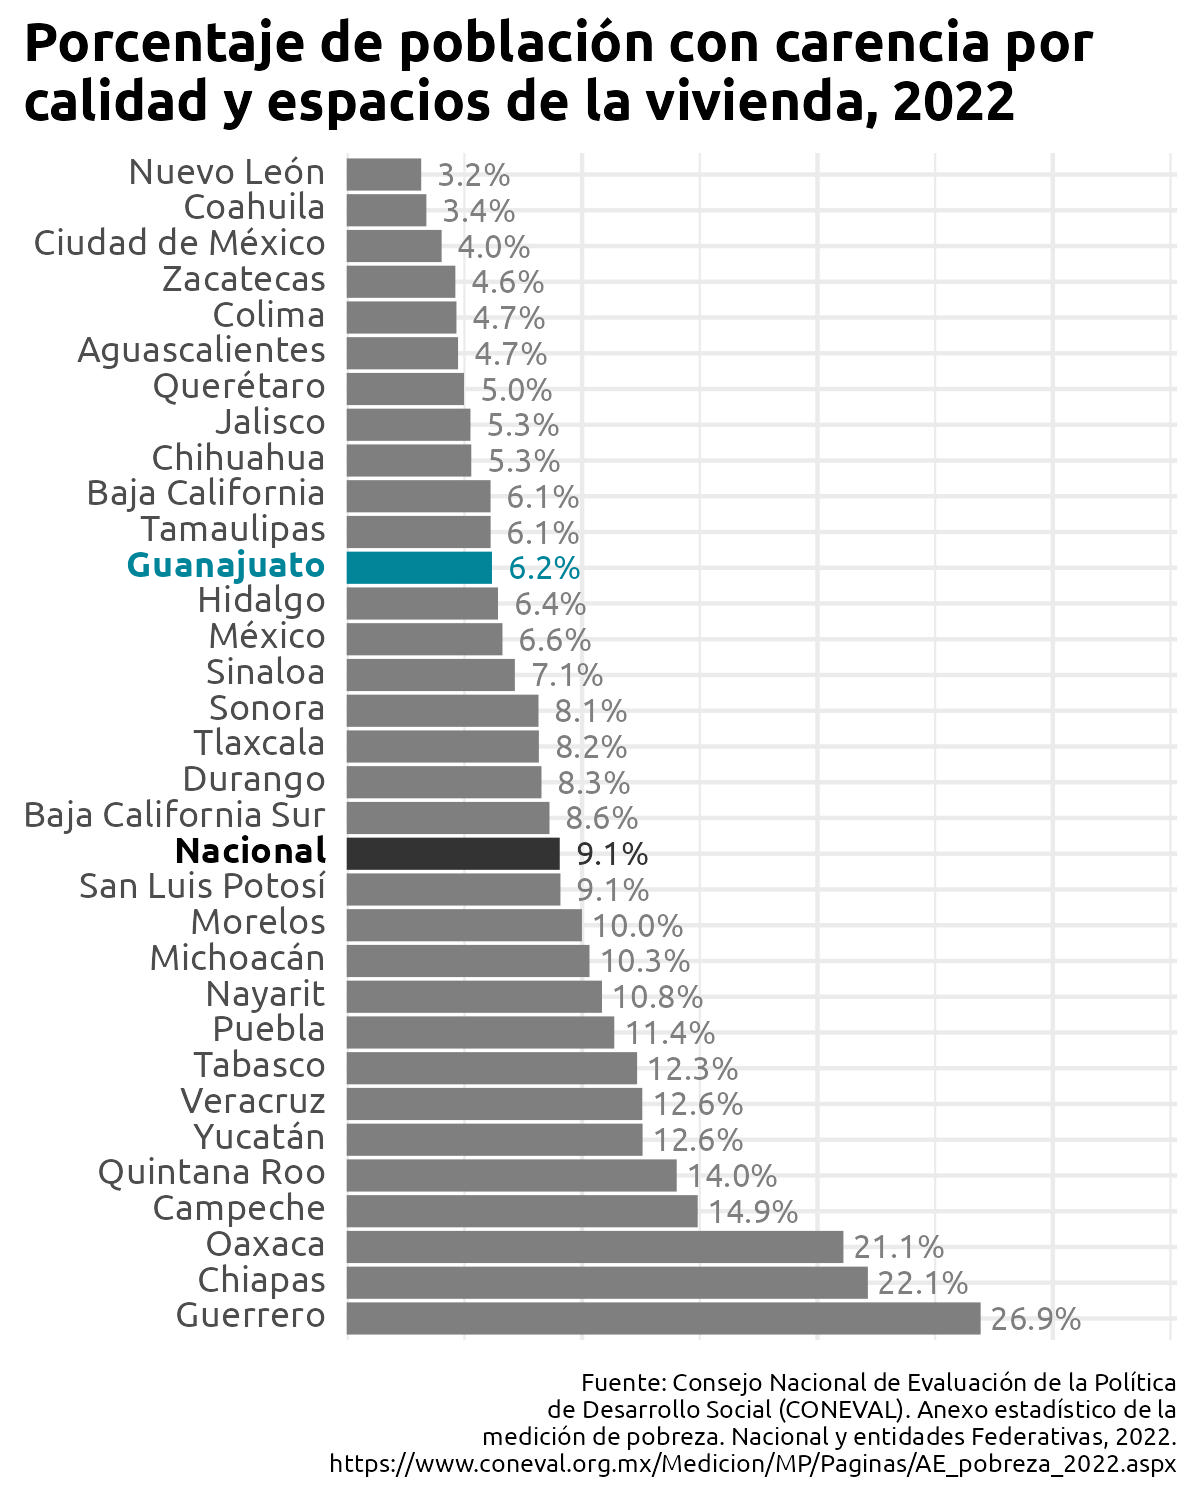 Porcentaje de población con carencia por
calidad y espacios de la vivienda, 2022
Nuevo León 3.2%
Coahuila 3.4%
Ciudad de México 4.0%
Zacatecas 4.6%
Colima 4.7%
Aguascalientes 4.7%
Querétaro 5.0%
Jalisco 5.3%
Chihuahua 5.3%
Baja California 6.1%
Tamaulipas 6.1%
Guanajuato 6.2%
Hidalgo 6.4%
México 6.6%
Sinaloa 7.1%
Sonora 8.1%
Tlaxcala 8.2%
Durango 8.3%
Baja California Sur 8.6%
Nacional 9.1%
San Luis Potosí 9.1%
Morelos 10.0%
Michoacán 10.3%
Nayarit 10.8%
Puebla 11.4%
Tabasco 12.3%
Veracruz 12.6%
Yucatán 12.6%
Quintana Roo 14.0%
Campeche 14.9%
Oaxaca 21.1%
Chiapas 22.1%
Guerrero 26.9%
Fuente: Consejo Nacional de Evaluación de la Política
de Desarrollo Social (CONEVAL). Anexo estadístico de la
medición de pobreza. Nacional y entidades Federativas, 2022.
https://www.coneval.org.mx/Medicion/MP/Paginas/AE_pobreza_2022.aspx